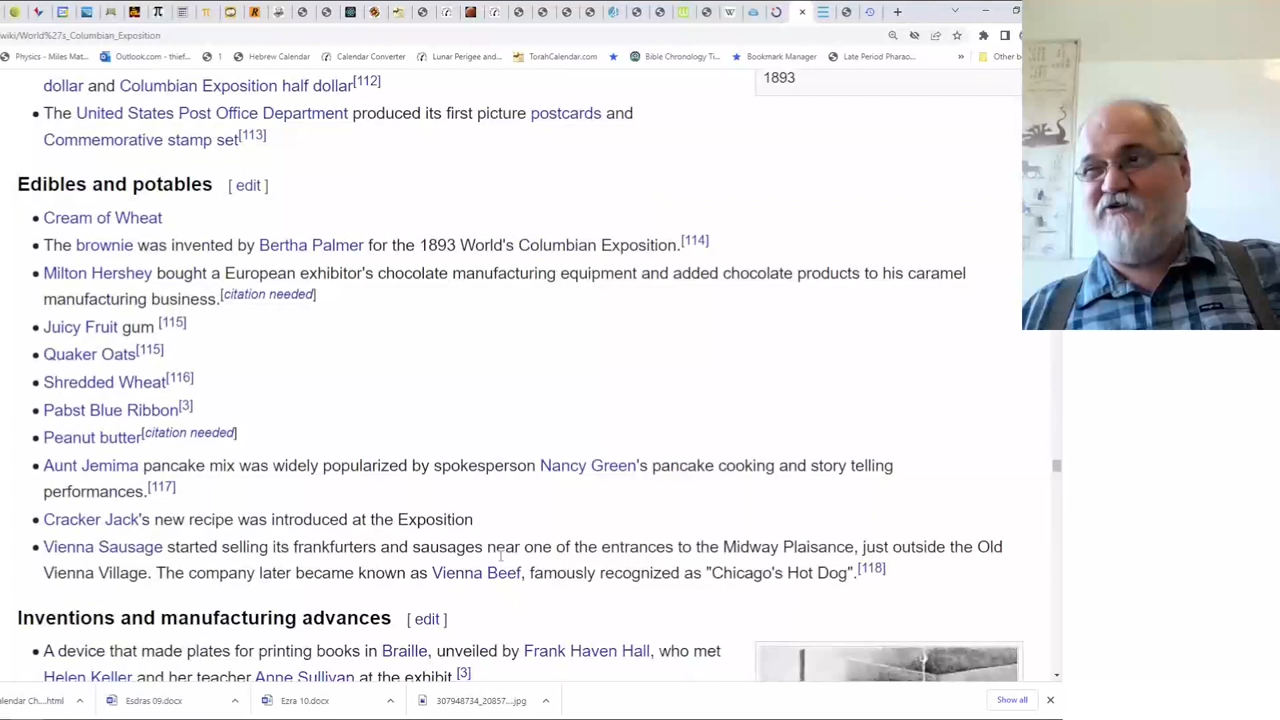 wiki/World%27s_Columbian_Exposition
Physics - Miles Mat...
Outlook.com - thief...
1
Hebrew Calendar
Calendar Converter
Lunar Perigee and...
TorahCalendar.com
Bible Chronology Ti...
Bookmark Manager
Late Period Pharao...
»
Other b
dollar and Columbian Exposition half dollar[112]
1893
• The United States Post Office Department produced its first picture postcards and
Commemorative stamp set[113]
Edibles and potables [ edit ]
• Cream of Wheat
• The brownie was invented by Bertha Palmer for the 1893 World's Columbian Exposition.[114]
• Milton Hershey bought a European exhibitor's chocolate manufacturing equipment and added chocolate products to his caramel
manufacturing business.[citation needed]
• Juicy Fruit gum [115]
• Quaker Oats[115]
• Shredded Wheat[116]
• Pabst Blue Ribbon[3]
• Peanut butter[citation needed]
• Aunt Jemima pancake mix was widely popularized by spokesperson Nancy Green's pancake cooking and story telling
performances.[117]
• Cracker Jack's new recipe was introduced at the Exposition
• Vienna Sausage started selling its frankfurters and sausages near one of the entrances to the Midway Plaisance, just outside the Old
Vienna Village. The company later became known as Vienna Beef, famously recognized as "Chicago's Hot Dog".[118]
Inventions and manufacturing advances [ edit ]
• A device that made plates for printing books in Braille, unveiled by Frank Haven Hall, who met
Helen Keller and her teacher Anne Sullivan at the exhibit.[3]
alendar Ch....html
Esdras 09.docx
Ezra 10.docx
307948734_20857....jpg
Show all